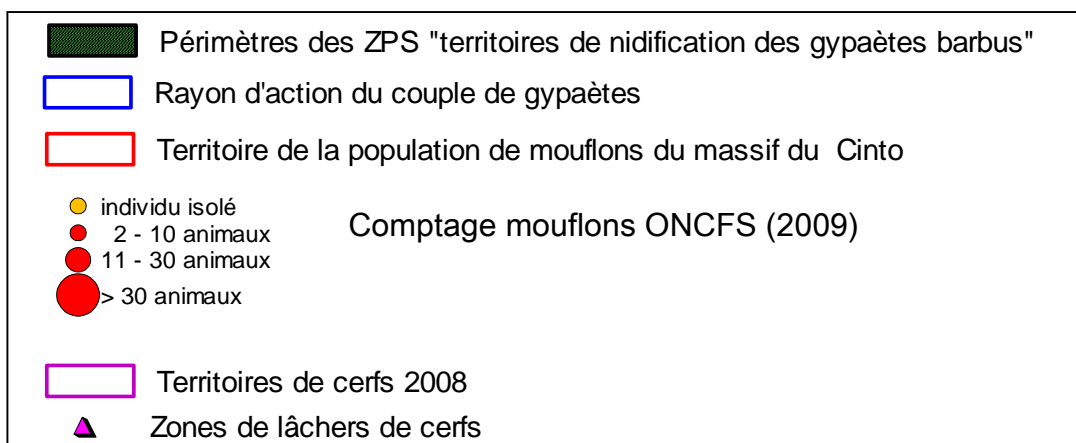 Périmètres des ZPS "territoires de nidification des gypaètes barbus"
Rayon d'action du couple de gypaètes
Territoire de la population de mouflons du massif du Cinto
individu isolé
2 - 10 animaux
11 - 30 animaux
> 30 animaux
Comptage mouflons ONCFS (2009)
Territoires de cerfs 2008
Zones de lâchers de cerfs